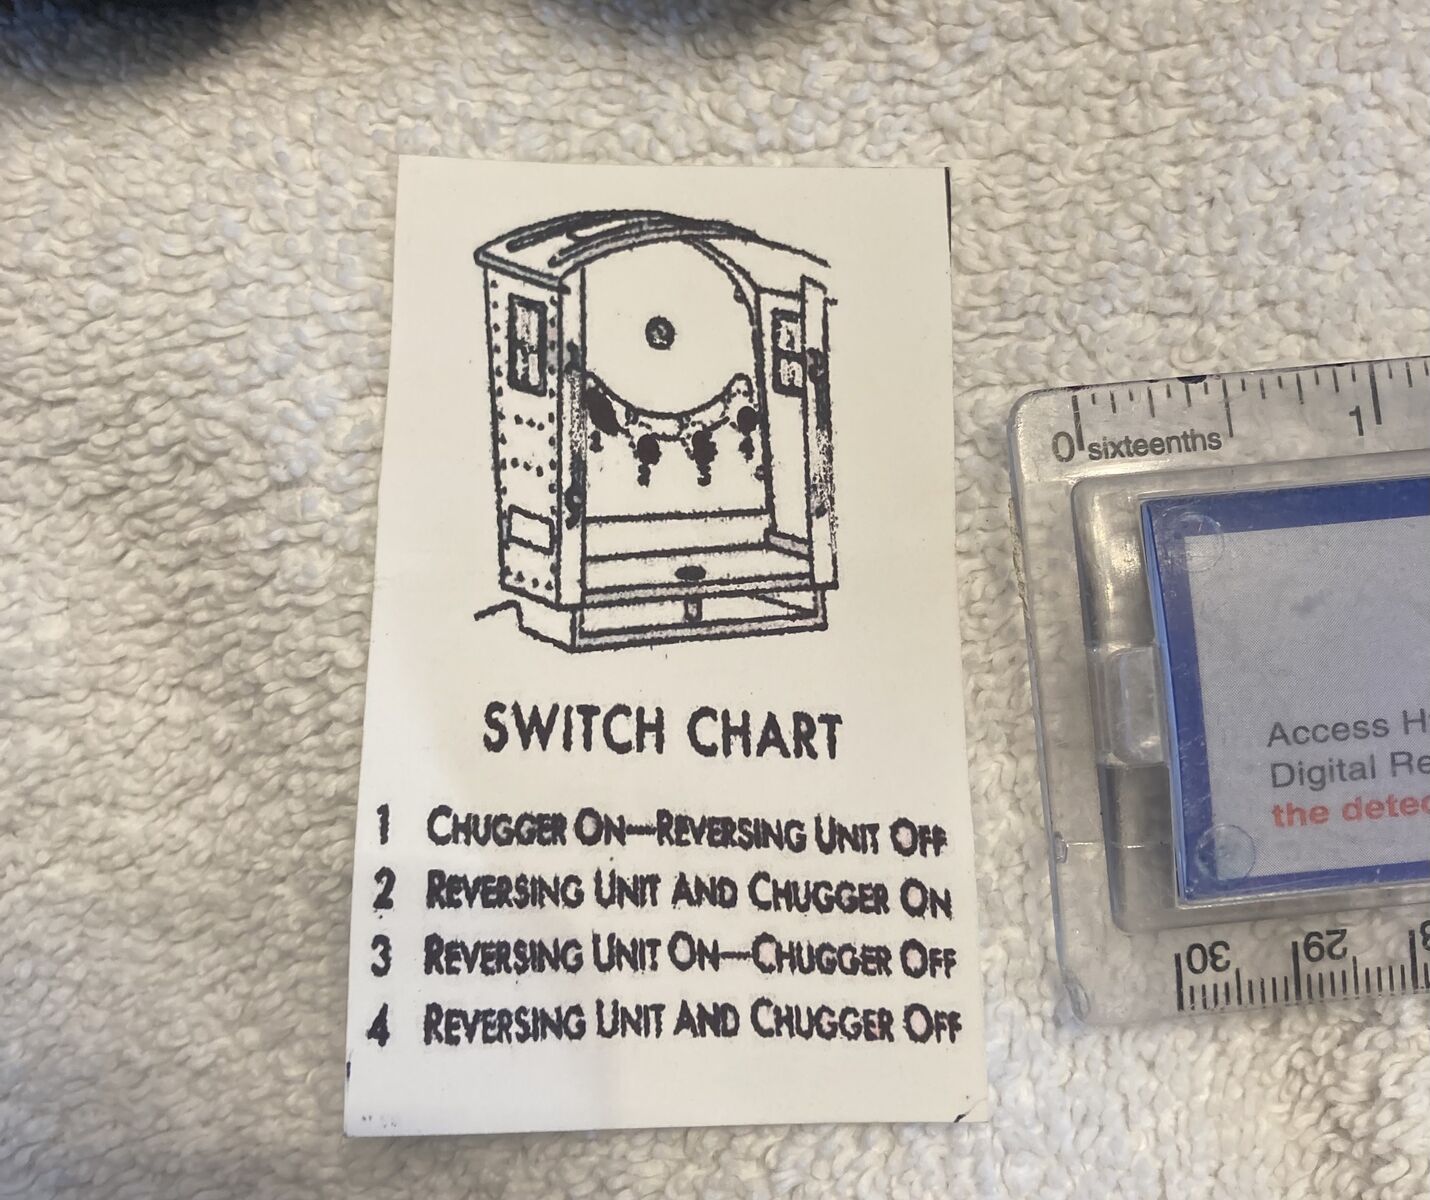 SWITCH CHART
1 CHUGGER ON—REVERSING UNIT OFF
2 REVERSING UNIT AND CHUGGER ON
3 REVERSING UNIT ON—CHUGGER OFF
4 REVERSING UNIT AND CHUGGER OFF
0 sixteenths 1
Access H
Digital Re
the detec
30 29